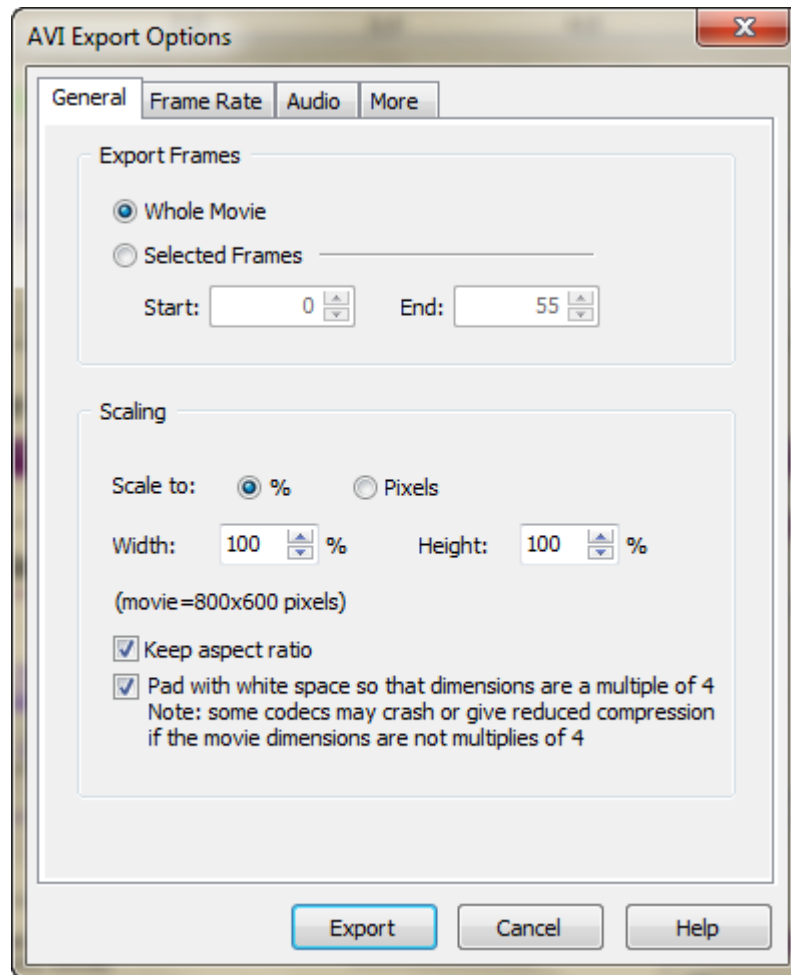 AVI Export Options
General Frame Rate Audio More
Export Frames
Whole Movie
Selected Frames
Start: 0 End: 55
Scaling
Scale to: % Pixels
Width: 100 % Height: 100 %
(movie=800x600 pixels)
Keep aspect ratio
Pad with white space so that dimensions are a multiple of 4
Note: some codecs may crash or give reduced compression
if the movie dimensions are not multiplies of 4
Export Cancel Help